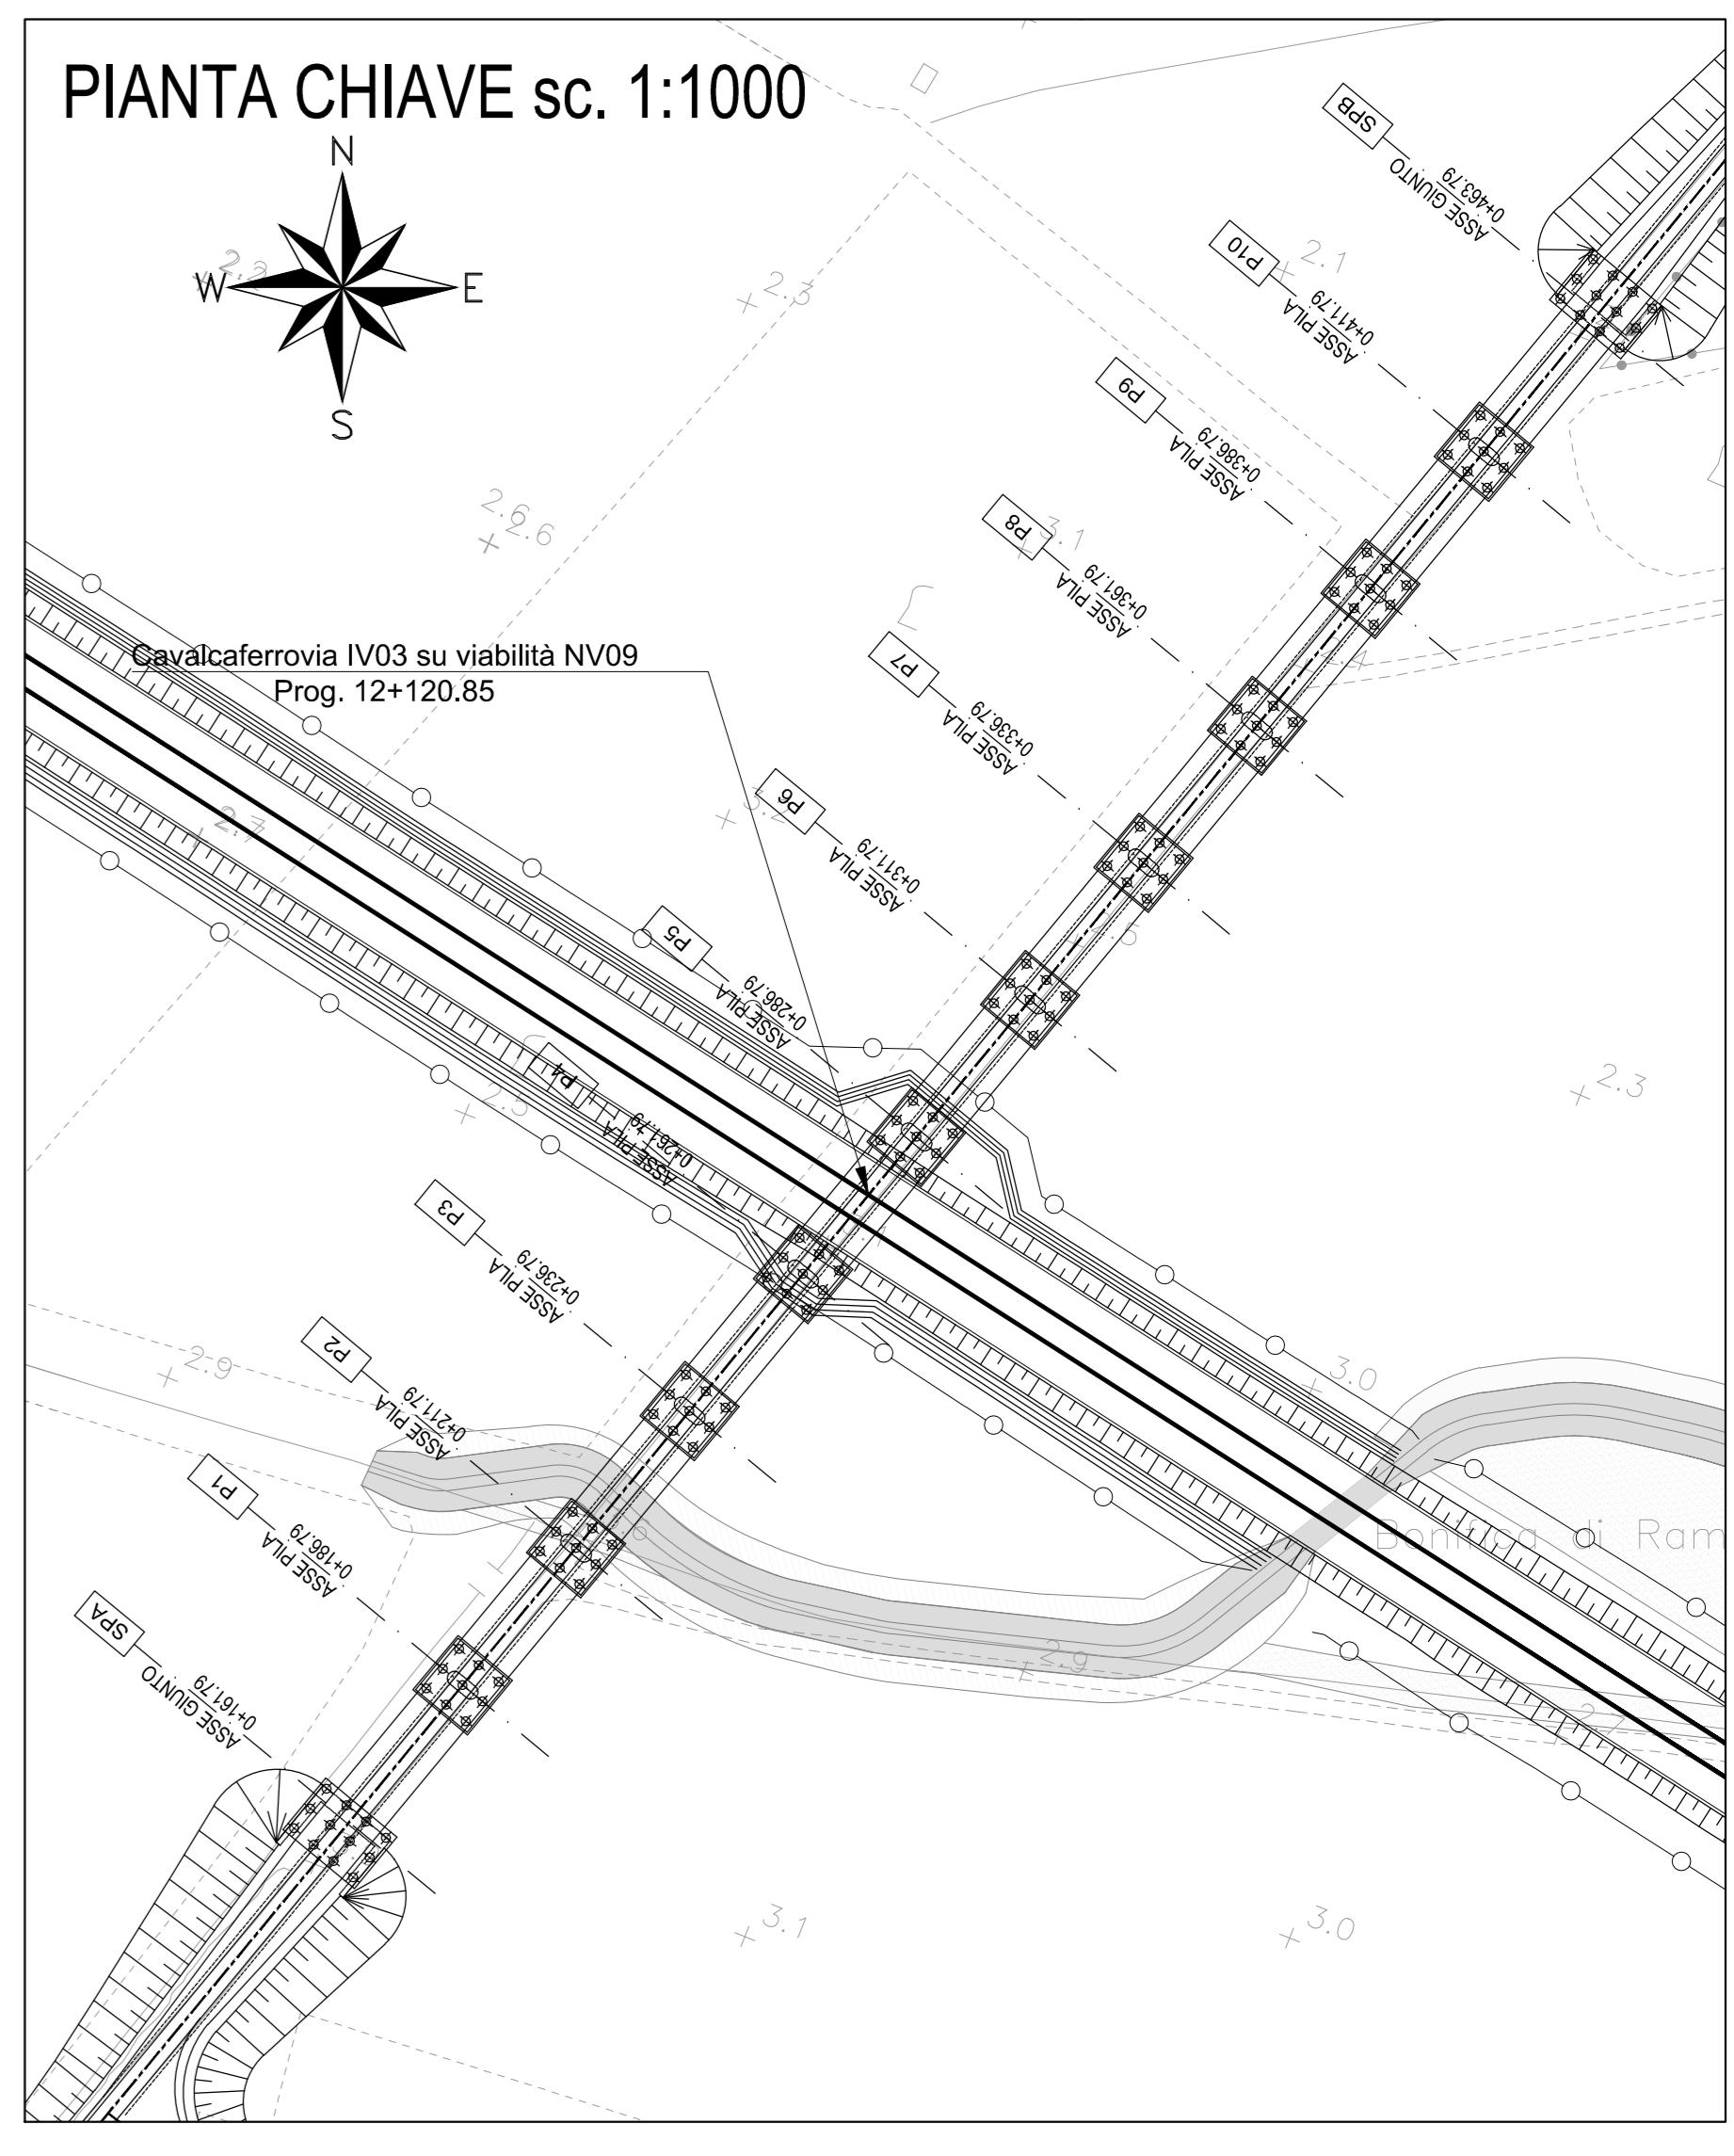 PIANTA CHIAVE sc. 1:1000
N
W
E
S
SPB
ASSE GIUNTO
0+463.79
P10
ASSE PILA
0+411.79
P9
ASSE PILA
0+386.79
P8
ASSE PILA
0+361.79
P7
ASSE PILA
0+336.79
P6
ASSE PILA
0+311.79
P5
ASSE PILA
0+286.79
P4
ASSE PILA
0+261.79
P3
ASSE PILA
0+236.79
P2
ASSE PILA
0+211.79
P1
ASSE PILA
0+186.79
SPA
ASSE GIUNTO
0+161.79
Cavalcaferrovia IV03 su viabilità NV09
Prog. 12+120.85
2.3
2.1
2.6
2.6
3.1
2.7
2.5
2.3
2.9
3.0
Bonifica di Ram
2.9
2.7
3.1
3.0